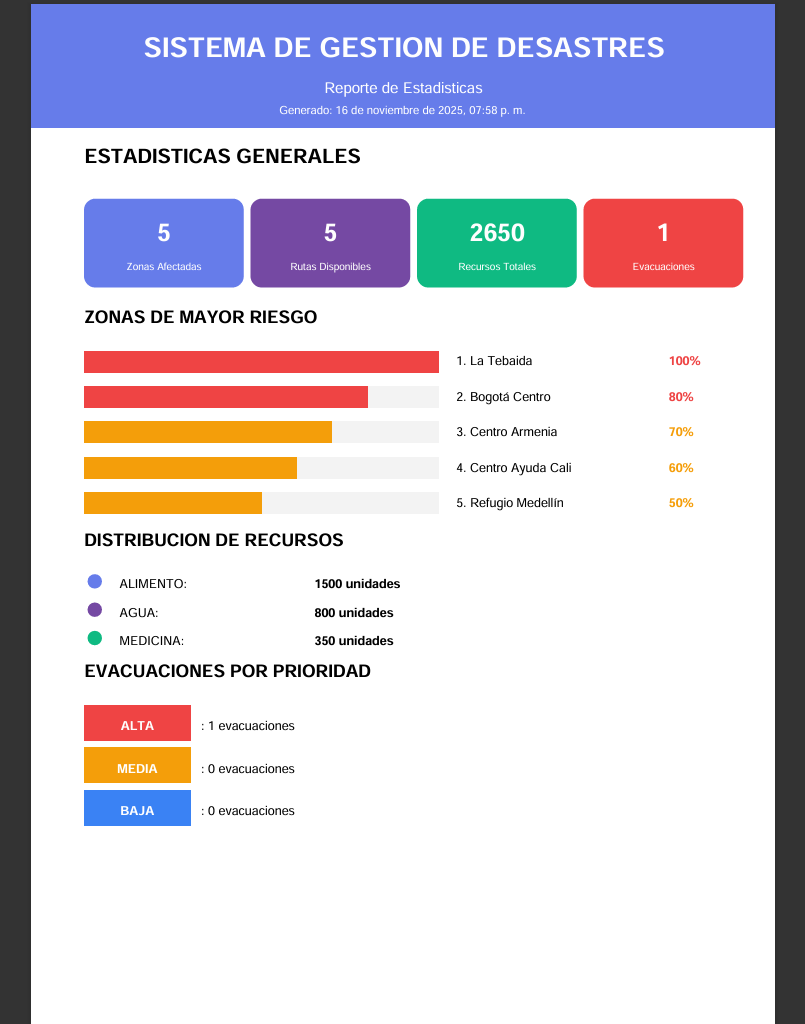 SISTEMA DE GESTION DE DESASTRES
Reporte de Estadisticas
Generado: 16 de noviembre de 2025, 07:58 p. m.
ESTADISTICAS GENERALES
5
Zonas Afectadas
5
Rutas Disponibles
2650
Recursos Totales
1
Evacuaciones
ZONAS DE MAYOR RIESGO
1. La Tebaida 100%
2. Bogotá Centro 80%
3. Centro Armenia 70%
4. Centro Ayuda Cali 60%
5. Refugio Medellín 50%
DISTRIBUCION DE RECURSOS
ALIMENTO: 1500 unidades
AGUA: 800 unidades
MEDICINA: 350 unidades
EVACUACIONES POR PRIORIDAD
ALTA : 1 evacuaciones
MEDIA : 0 evacuaciones
BAJA : 0 evacuaciones